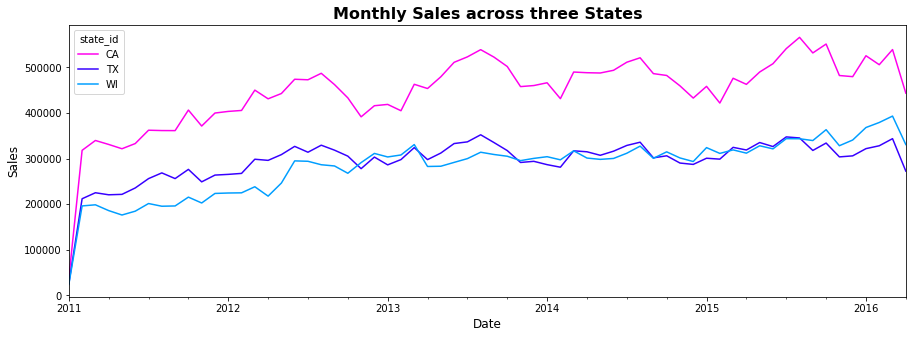 Monthly Sales across three States
state_id
CA
TX
WI
500000
400000
300000
200000
100000
0
Sales
2011
2012
2013
2014
2015
2016
Date